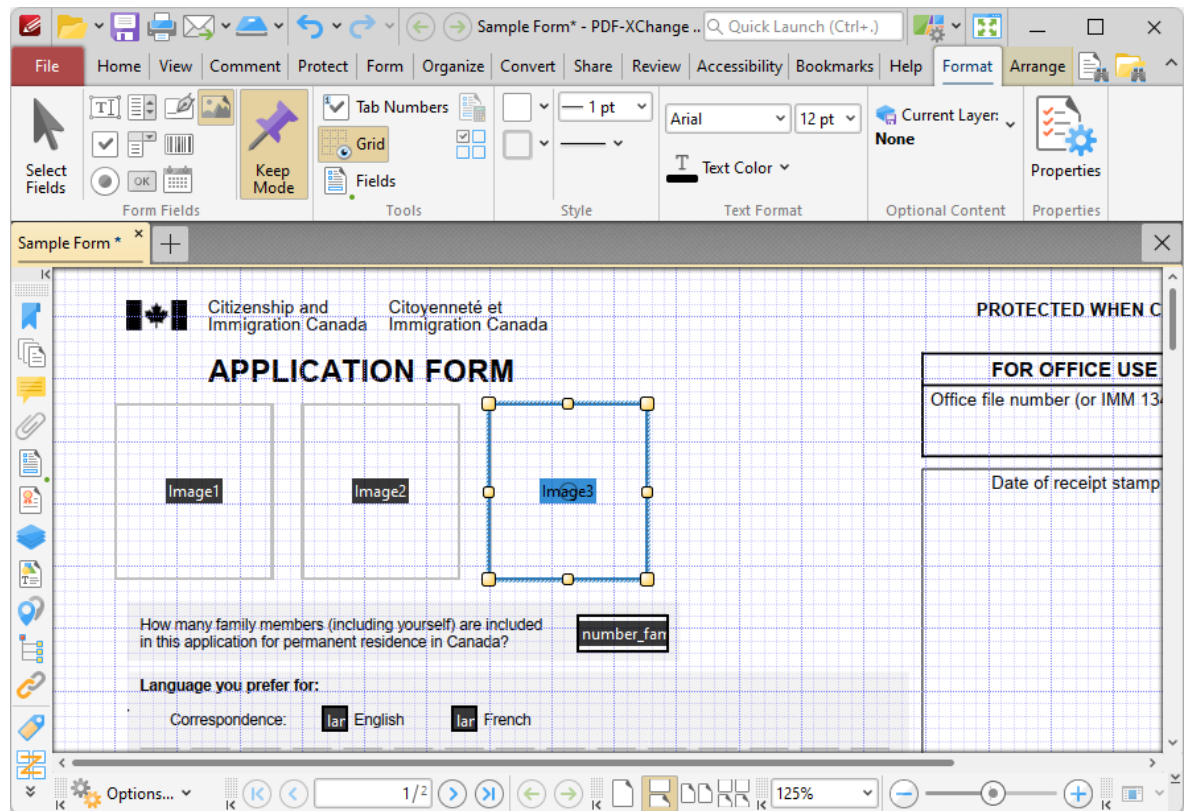 Sample Form* - PDF-XChange ..
Quick Launch (Ctrl+.)
File Home View Comment Protect Form Organize Convert Share Review Accessibility Bookmarks Help Format Arrange
Select Fields
OK
Keep Mode
Tab Numbers
Grid
Fields
1 pt
Arial
12 pt
T Text Color
Current Layer:
None
Properties
Form Fields Tools Style Text Format Optional Content Properties
Sample Form *
Citizenship and Immigration Canada
Citoyenneté et Immigration Canada
PROTECTED WHEN C
APPLICATION FORM
FOR OFFICE USE
Office file number (or IMM 134
Date of receipt stamp
Image1 Image2 Image3
How many family members (including yourself) are included
in this application for permanent residence in Canada?
number_fam
Language you prefer for:
Correspondence: lan English lan French
Options... 1/2 125%